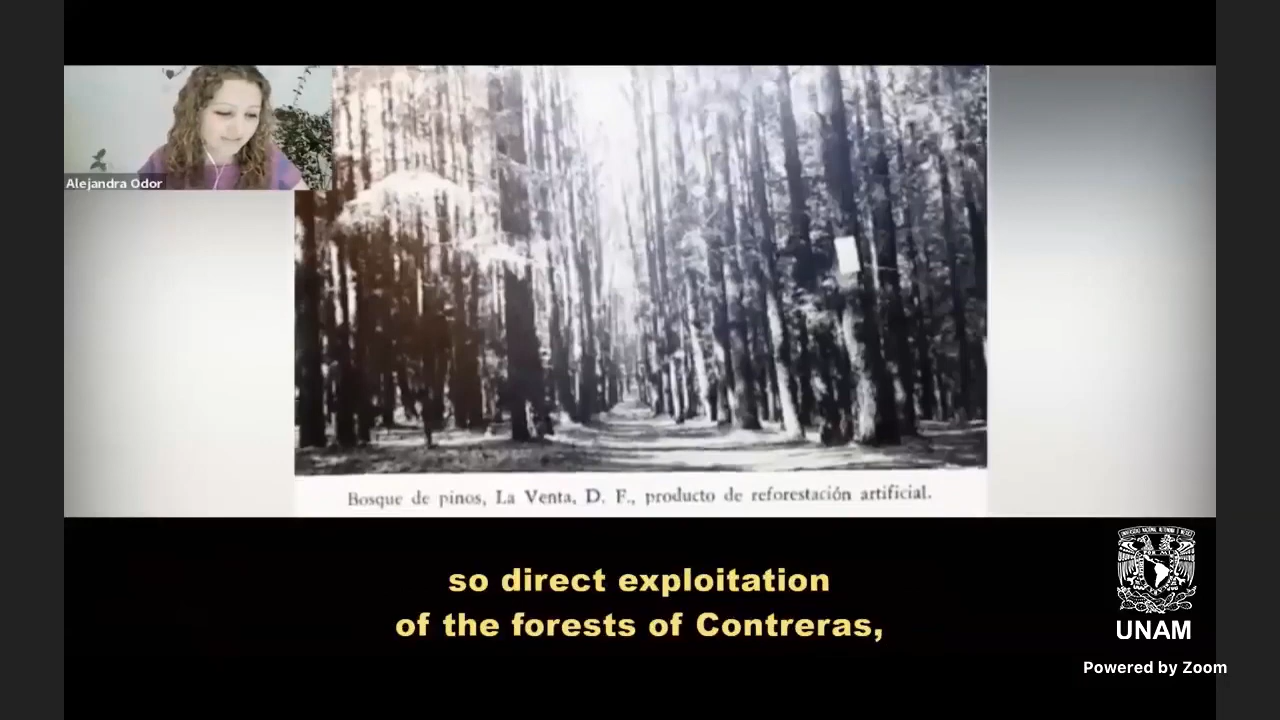 Alejandra Odor
Bosque de pinos, La Venta, D. F., producto de reforestación artificial.
so direct exploitation
of the forests of Contreras,
UNAM
Powered by Zoom